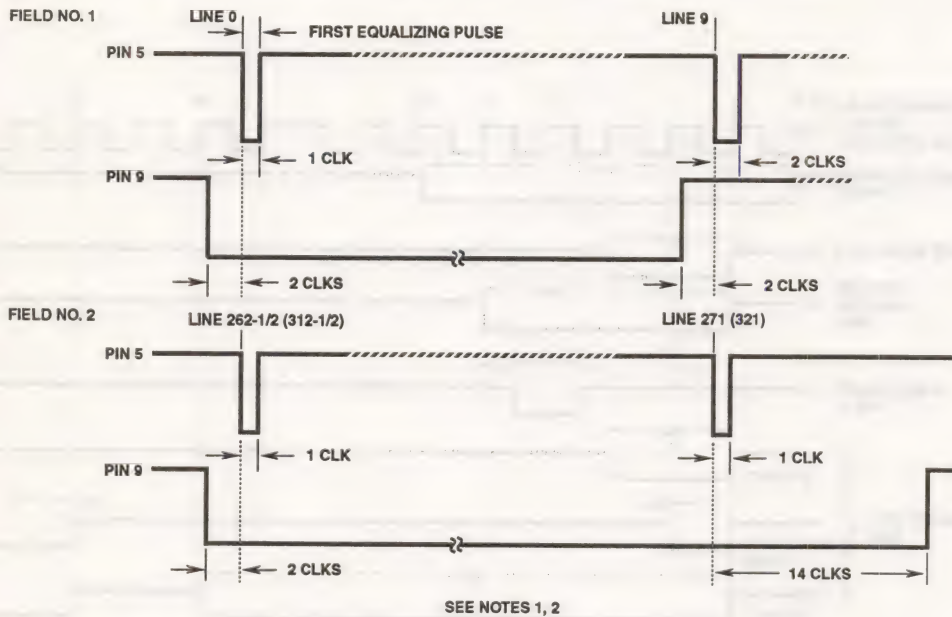 FIELD NO. 1
LINE 0
LINE 9
FIRST EQUALIZING PULSE
PIN 5
1 CLK
2 CLKS
PIN 9
2 CLKS
2 CLKS
FIELD NO. 2
LINE 262-1/2 (312-1/2)
LINE 271 (321)
PIN 5
1 CLK
1 CLK
PIN 9
2 CLKS
14 CLKS
SEE NOTES 1, 2